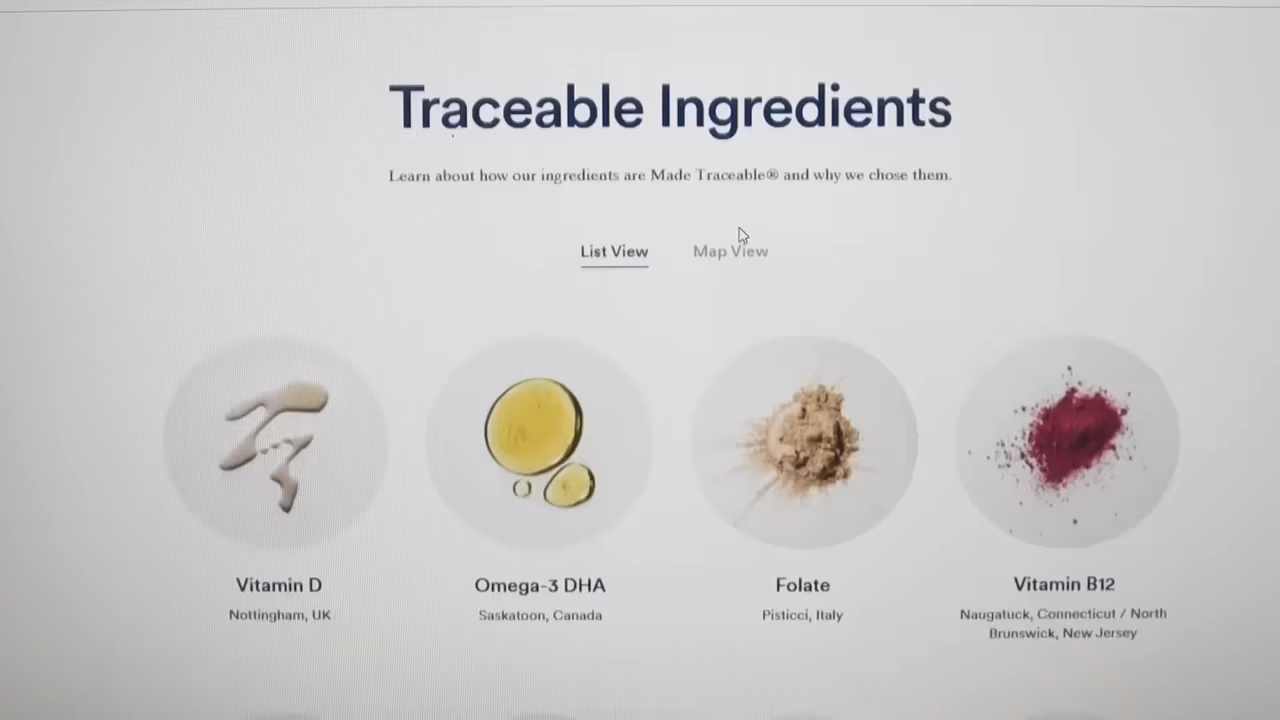 Traceable Ingredients
Learn about how our ingredients are Made Traceable® and why we chose them.
List View
Map View
Vitamin D
Nottingham, UK
Omega-3 DHA
Saskatoon, Canada
Folate
Pisticci, Italy
Vitamin B12
Naugatuck, Connecticut / North
Brunswick, New Jersey